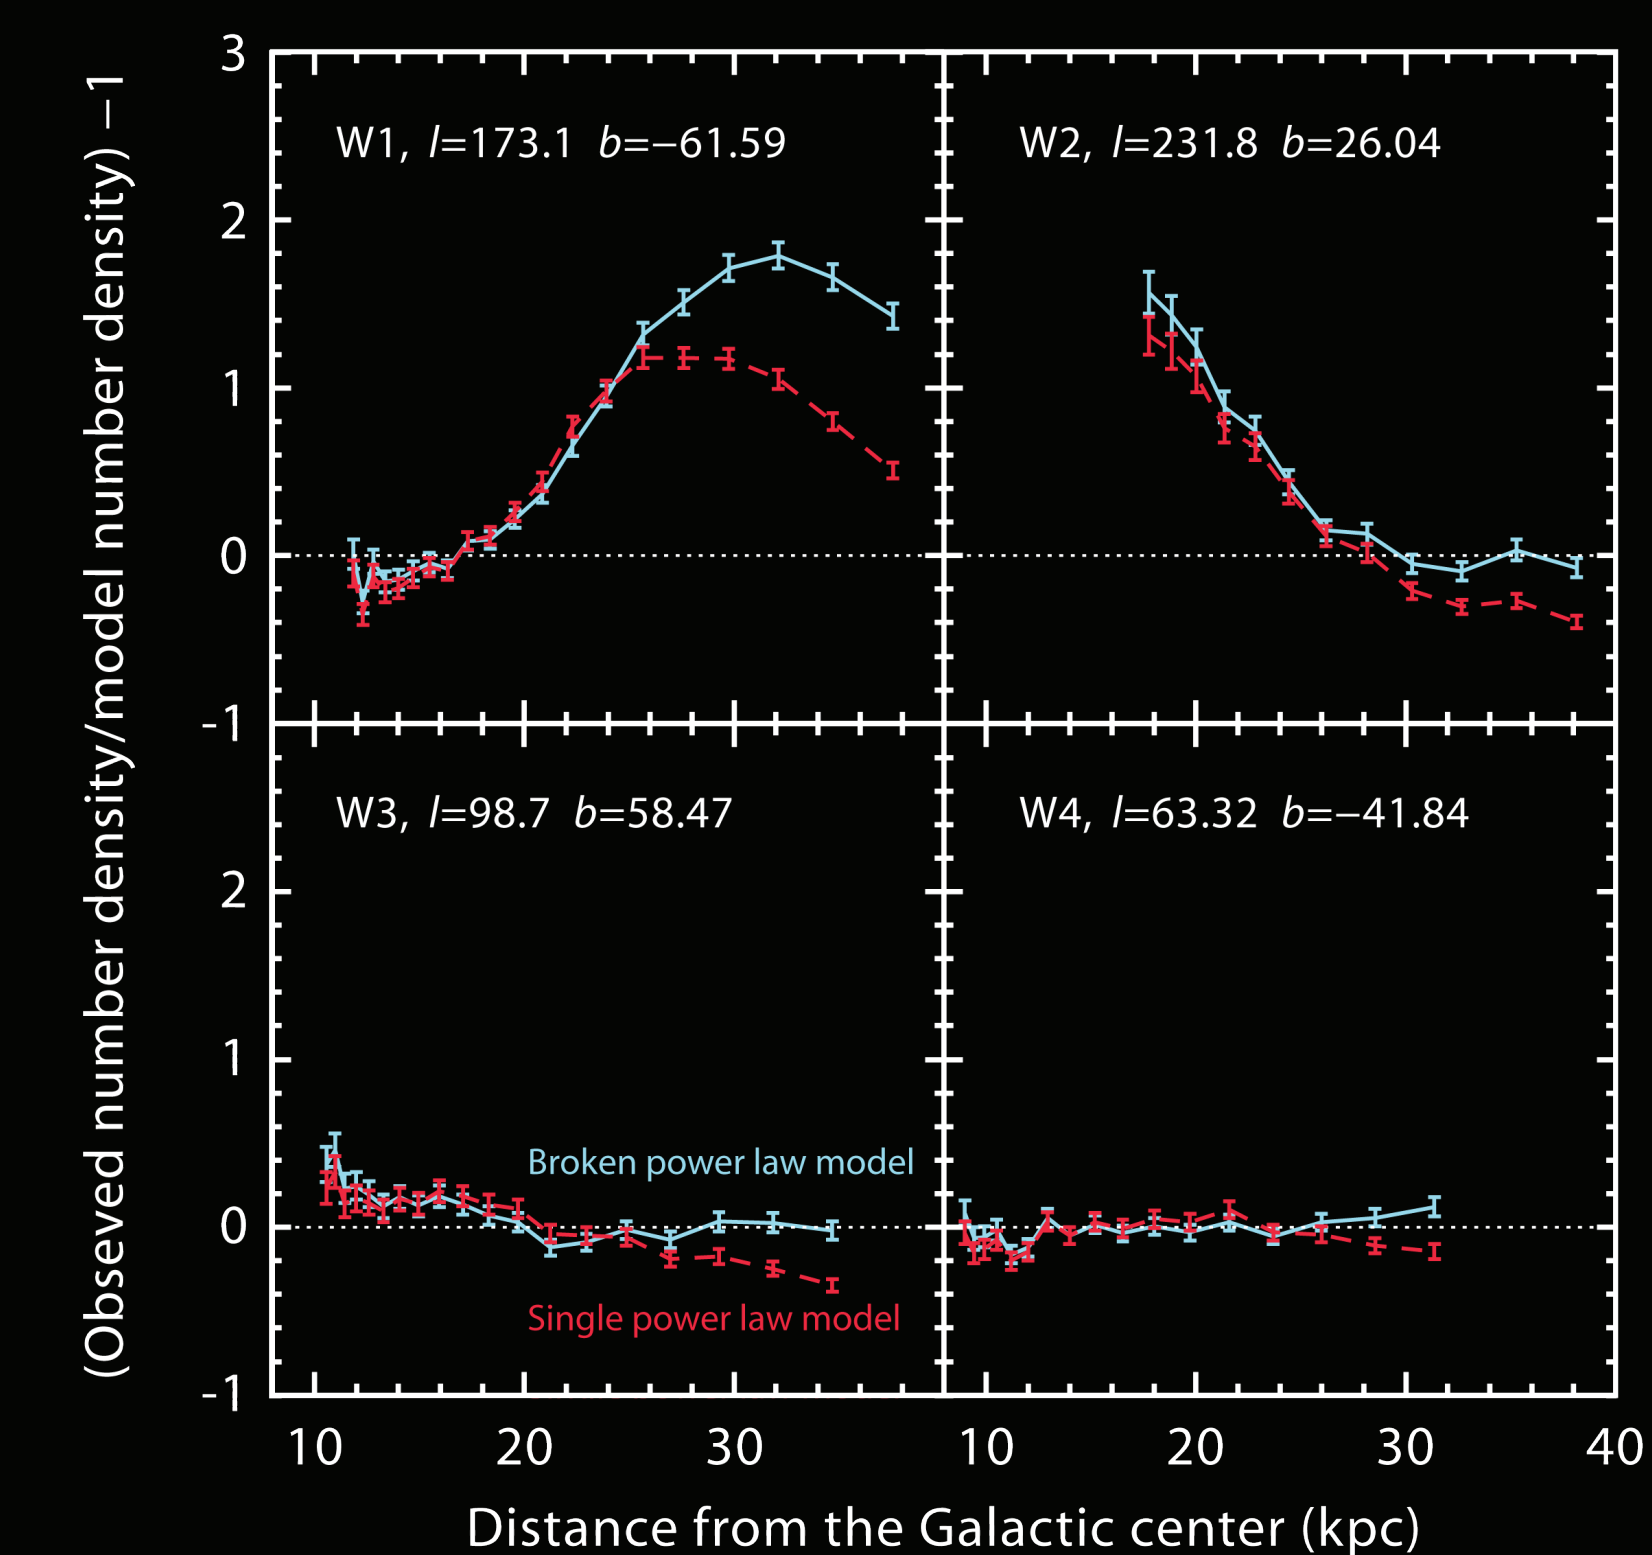 (Obseved number density/model number density) −1
3
W1, l=173.1 b=−61.59
W2, l=231.8 b=26.04
2
1
0
-1
W3, l=98.7 b=58.47
W4, l=63.32 b=−41.84
2
1
Broken power law model
0
Single power law model
-1
10 20 30 10 20 30 40
Distance from the Galactic center (kpc)